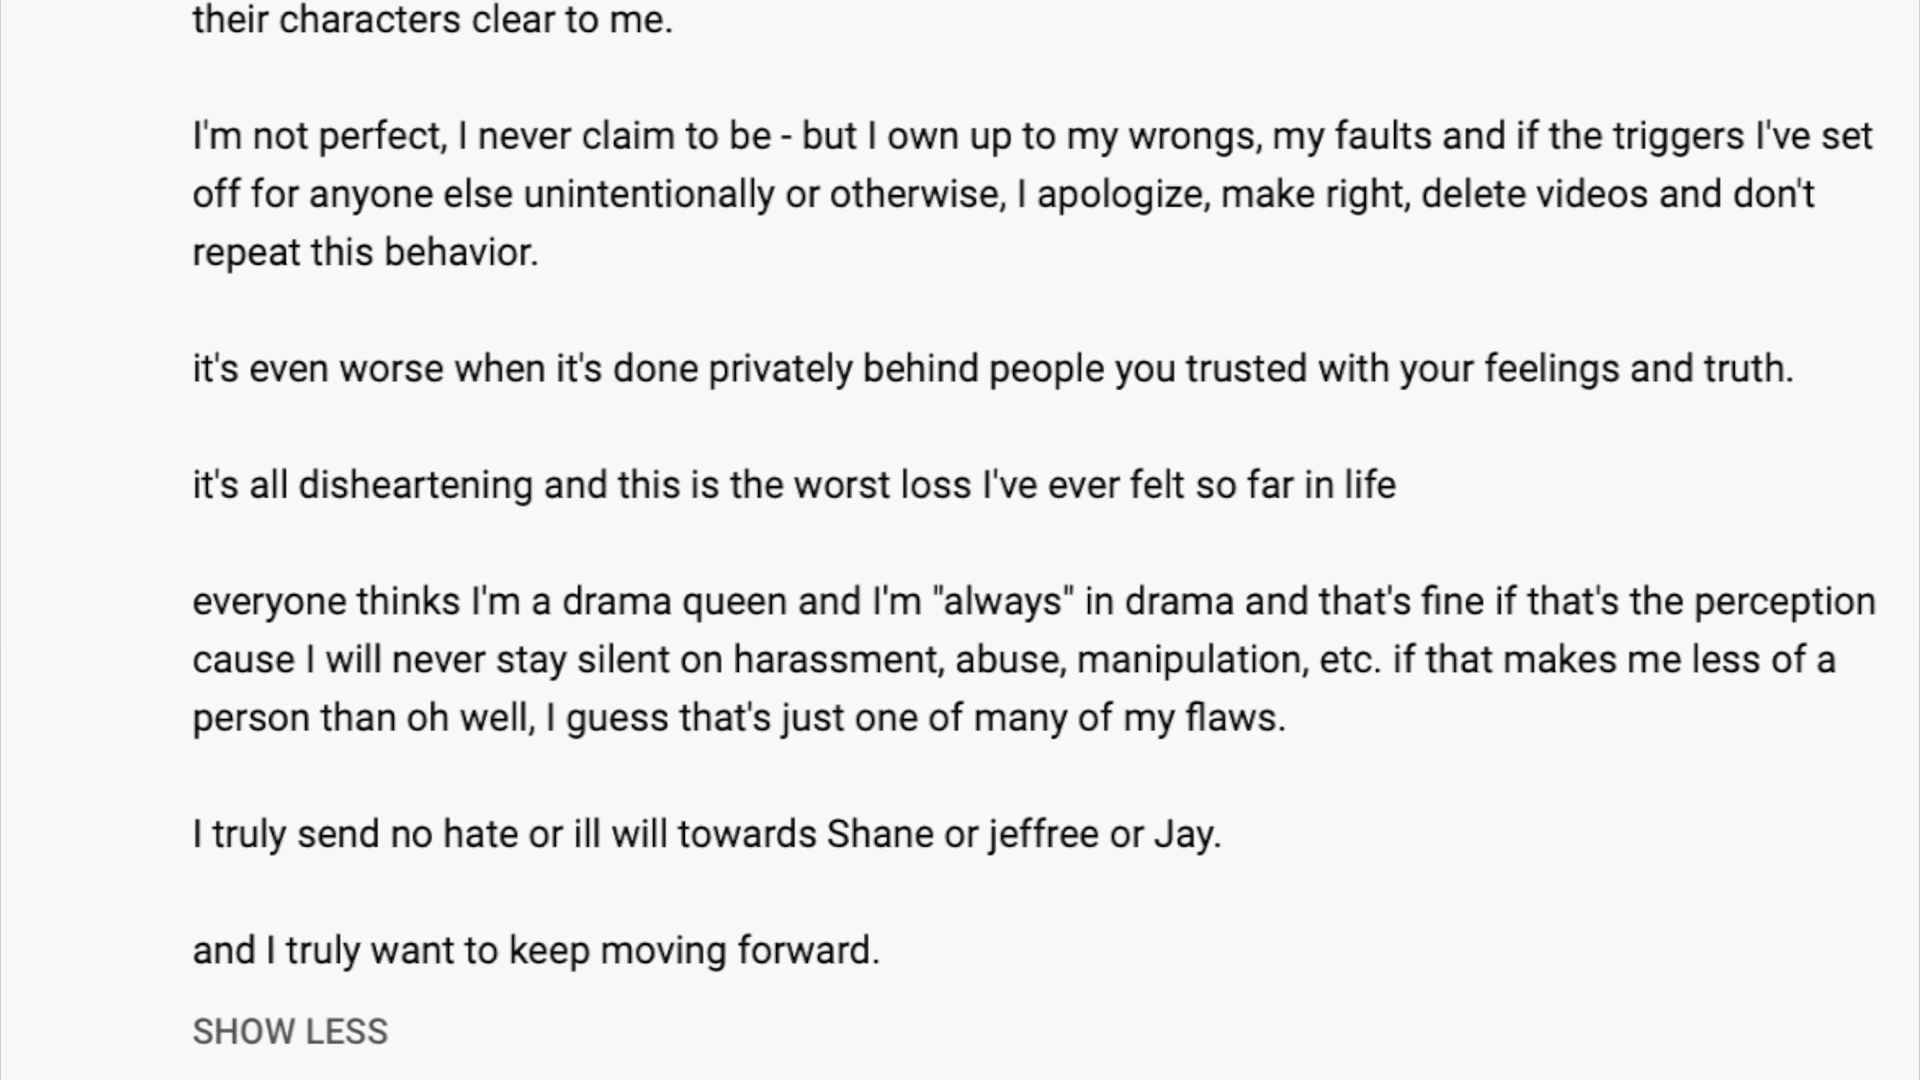 their characters clear to me.
I'm not perfect, I never claim to be - but I own up to my wrongs, my faults and if the triggers I've set
off for anyone else unintentionally or otherwise, I apologize, make right, delete videos and don't
repeat this behavior.
it's even worse when it's done privately behind people you trusted with your feelings and truth.
it's all disheartening and this is the worst loss I've ever felt so far in life
everyone thinks I'm a drama queen and I'm "always" in drama and that's fine if that's the perception
cause I will never stay silent on harassment, abuse, manipulation, etc. if that makes me less of a
person than oh well, I guess that's just one of many of my flaws.
I truly send no hate or ill will towards Shane or jeffree or Jay.
and I truly want to keep moving forward.
SHOW LESS